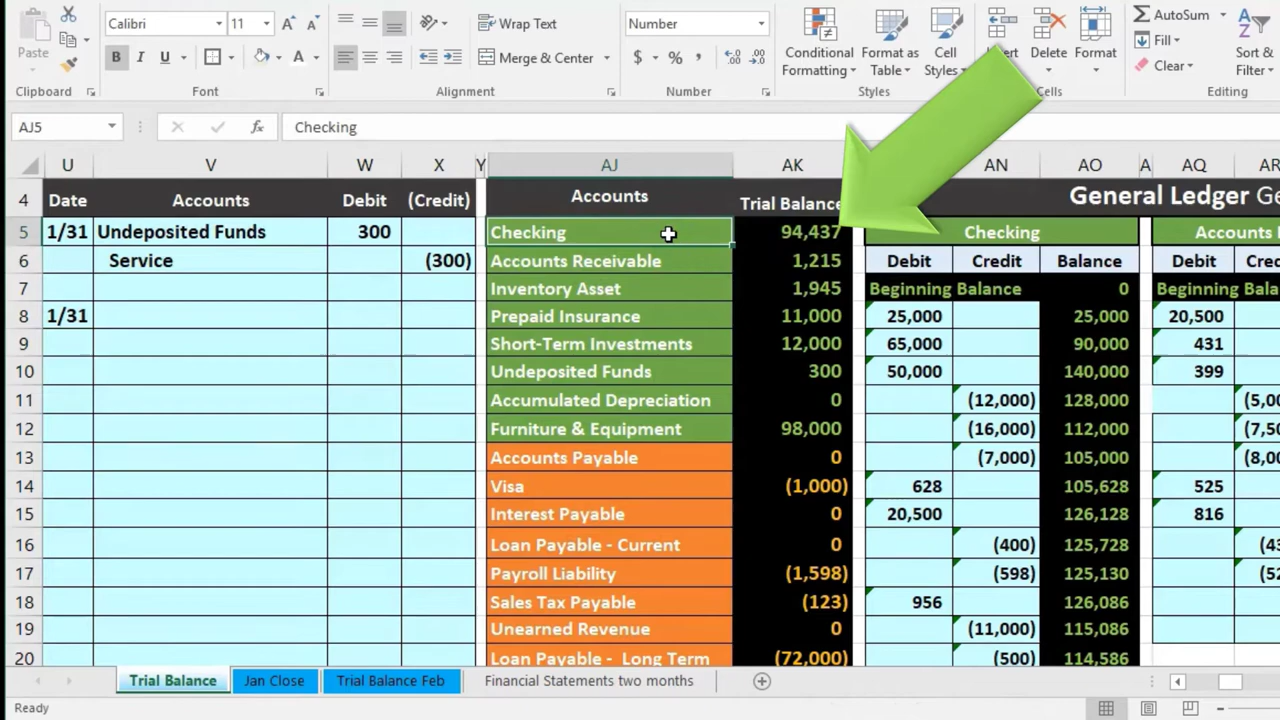 Calibri 11 Wrap Text Number AutoSum
Paste B I U Merge & Center $ % Conditional Formatting Format as Table Cell Styles Delete Format Fill Clear Sort & Filter
Clipboard Font Alignment Number Styles Cells Editing
AJ5 fx Checking
U V W X Y AJ AK AN AO A AQ AR
4 Date Accounts Debit (Credit) Accounts Trial Balance General Ledger Ge
5 1/31 Undeposited Funds 300 Checking 94,437 Checking Accounts
6 Service (300) Accounts Receivable 1,215 Debit Credit Balance Debit Cre
7 Inventory Asset 1,945 Beginning Balance 0 Beginning Bala
8 1/31 Prepaid Insurance 11,000 25,000 25,000 20,500
9 Short-Term Investments 12,000 65,000 90,000 431
10 Undeposited Funds 300 50,000 140,000 399
11 Accumulated Depreciation 0 (12,000) 128,000 (5,00
12 Furniture & Equipment 98,000 (16,000) 112,000 (7,50
13 Accounts Payable 0 (7,000) 105,000 (8,00
14 Visa (1,000) 628 105,628 525
15 Interest Payable 0 20,500 126,128 816
16 Loan Payable - Current 0 (400) 125,728 (43
17 Payroll Liability (1,598) (598) 125,130 (52
18 Sales Tax Payable (123) 956 126,086
19 Unearned Revenue 0 (11,000) 115,086
20 Loan Payable - Long Term (72,000) (500) 114,586
Trial Balance Jan Close Trial Balance Feb Financial Statements two months
Ready